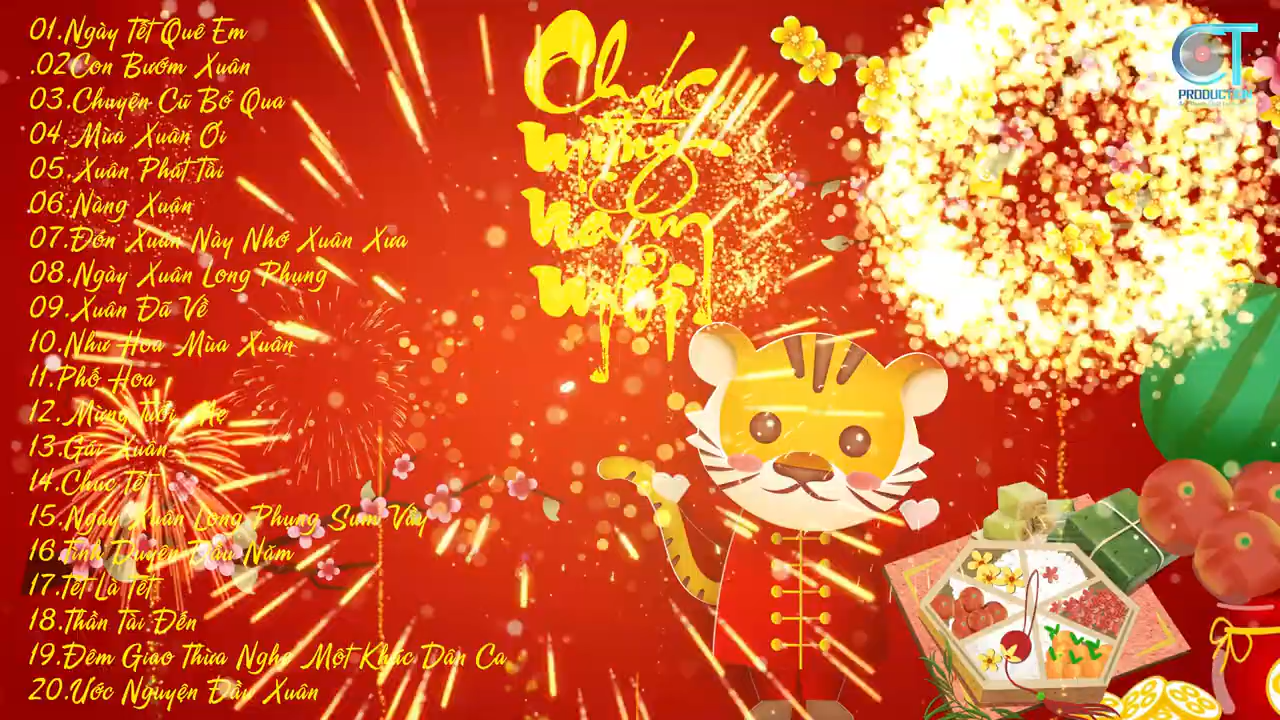 01.Ngày Tết Quê Em
.02Con Bướm Xuân
03.Chuyện Cũ Bỏ Qua
04.Mùa Xuân Ơi
05.Xuân Phát Tài
06.Nàng Xuân
07.Đón Xuân Này Nhớ Xuân Xưa
08.Ngày Xuân Long Phụng
09.Xuân Đã Về
10.Như Hoa Mùa Xuân
11.Phố Hoa
12.Mừng Tuổi Mẹ
13.Gái Xuân
14.Chúc Tết
15.Ngày Xuân Long Phụng Sum Vầy
16.Tình Duyên Đầu Năm
17.Tết Là Tết
18.Thần Tài Đến
19.Đêm Giao Thừa Nghe Một Khúc Dân Ca
20.Ước Nguyện Đầu Xuân
Chúc
mừng
năm
mới
CT
PRODUCTION